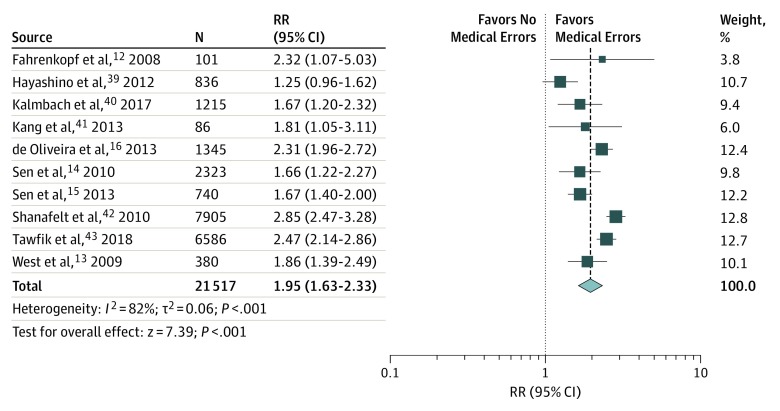 Source N RR (95% CI) Favors No Medical Errors Favors Medical Errors Weight, %
Fahrenkopf et al,12 2008 101 2.32 (1.07-5.03) 3.8
Hayashino et al,39 2012 836 1.25 (0.96-1.62) 10.7
Kalmbach et al,40 2017 1215 1.67 (1.20-2.32) 9.4
Kang et al,41 2013 86 1.81 (1.05-3.11) 6.0
de Oliveira et al,16 2013 1345 2.31 (1.96-2.72) 12.4
Sen et al,14 2010 2323 1.66 (1.22-2.27) 9.8
Sen et al,15 2013 740 1.67 (1.40-2.00) 12.2
Shanafelt et al,42 2010 7905 2.85 (2.47-3.28) 12.8
Tawfik et al,43 2018 6586 2.47 (2.14-2.86) 12.7
West et al,13 2009 380 1.86 (1.39-2.49) 10.1
Total 21 517 1.95 (1.63-2.33) 100.0
Heterogeneity: I2 = 82%; τ2 = 0.06; P <.001
Test for overall effect: z = 7.39; P <.001
0.1 1 10
RR (95% CI)